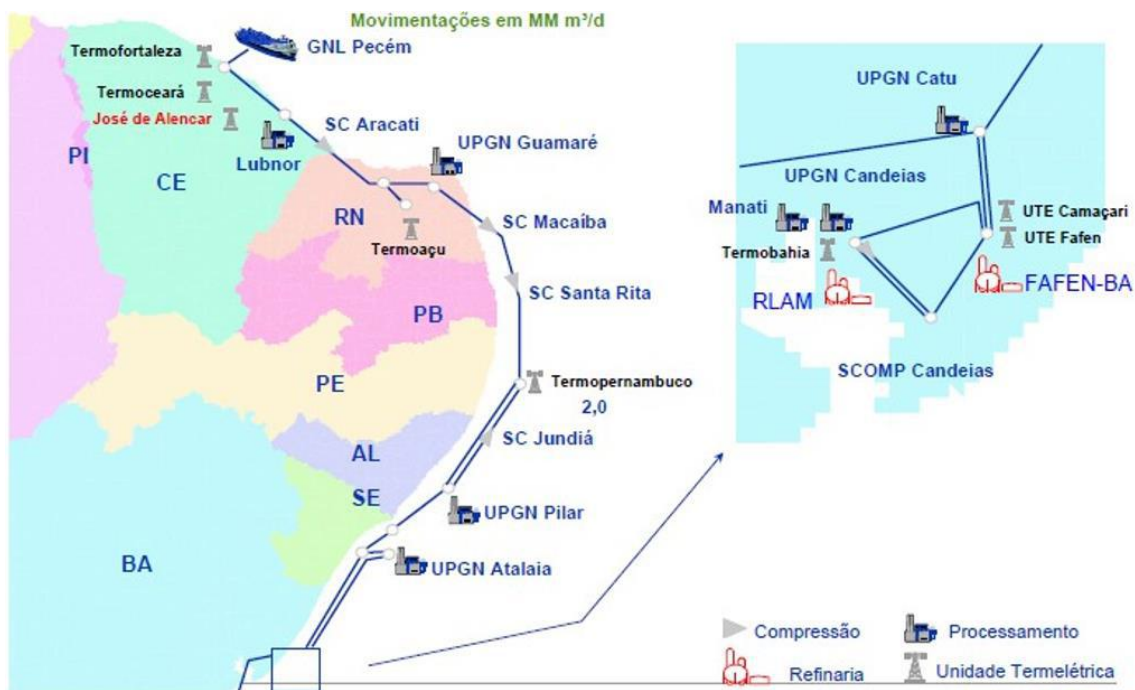 Movimentações em MM m³/d
Termofortaleza
GNL Pecém
Termoceará
José de Alencar
SC Aracati
Lubnor
UPGN Guamaré
PI
CE
RN
SC Macaíba
Termoaçu
SC Santa Rita
PB
PE
Termopernambuco
2,0
AL
SC Jundiá
SE
UPGN Pilar
BA
UPGN Atalaia
UPGN Catu
UPGN Candeias
Manati
UTE Camaçari
UTE Fafen
Termobahia
RLAM
FAFEN-BA
SCOMP Candeias
Compressão
Processamento
Refinaria
Unidade Termelétrica